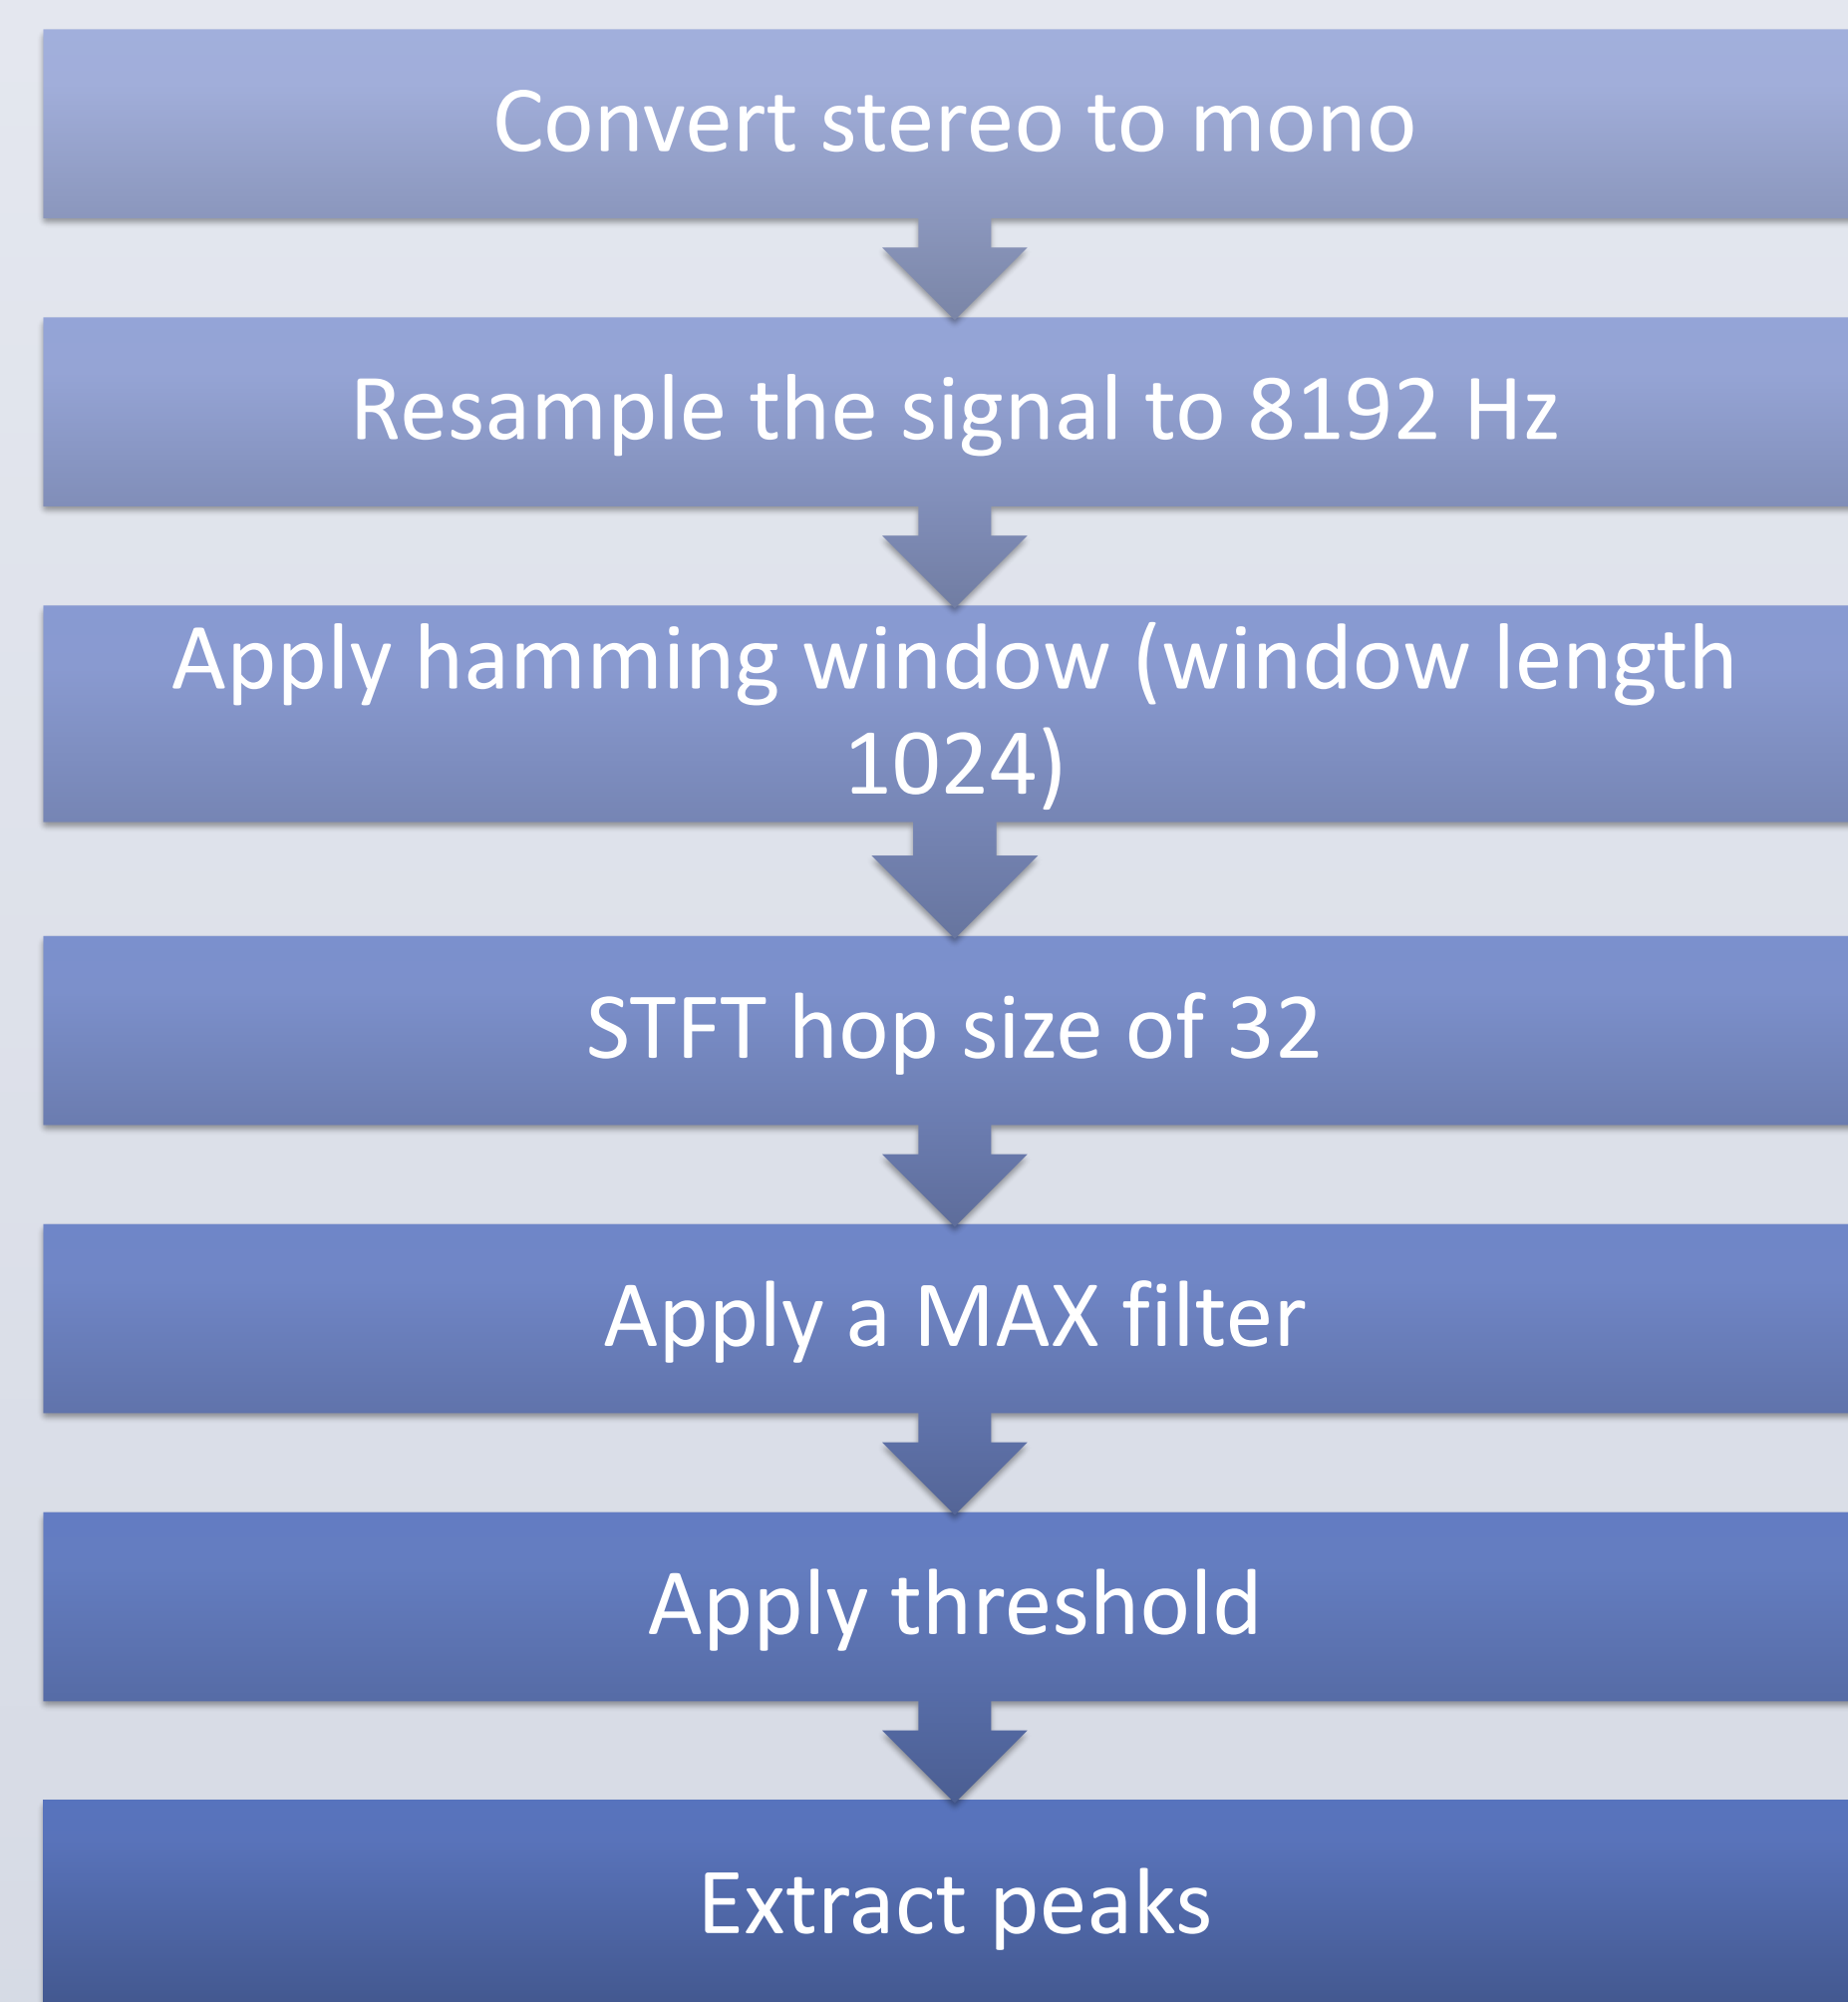 Convert stereo to mono
Resample the signal to 8192 Hz
Apply hamming window (window length
1024)
STFT hop size of 32
Apply a MAX filter
Apply threshold
Extract peaks